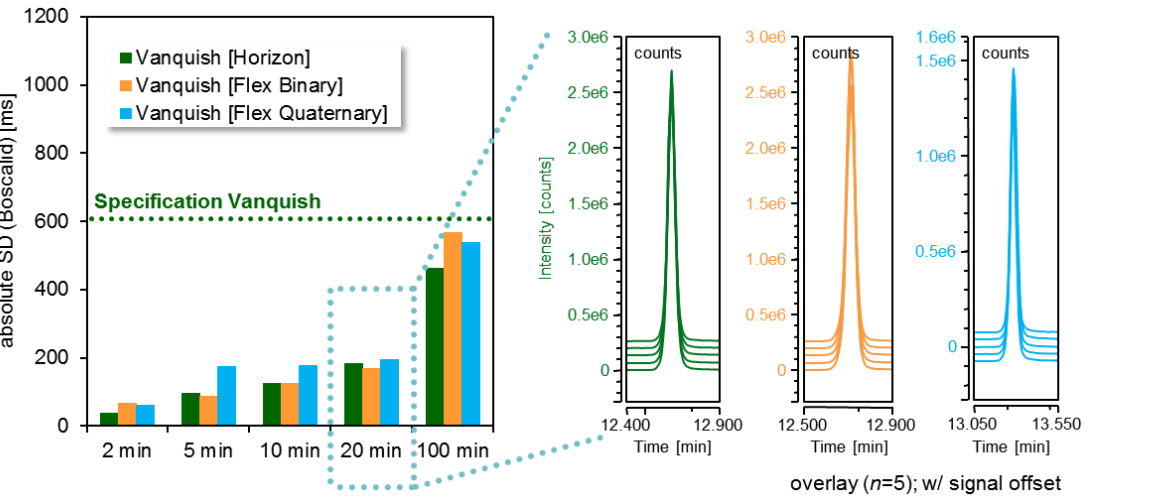 absolute SD (Boscalid) [ms]
1200
1000
800
600
400
200
0
Vanquish [Horizon]
Vanquish [Flex Binary]
Vanquish [Flex Quaternary]
Specification Vanquish
2 min
5 min
10 min
20 min
100 min
Intensity [counts]
3.0e6
2.5e6
2.0e6
1.5e6
1.0e6
0.5e6
0
counts
12.400
12.900
Time [min]
3.0e6
2.5e6
2.0e6
1.5e6
1.0e6
0.5e6
0
counts
12.500
12.900
Time [min]
1.6e6
1.5e6
1.0e6
0.5e6
0
counts
13.050
13.550
Time [min]
overlay (n=5); w/ signal offset